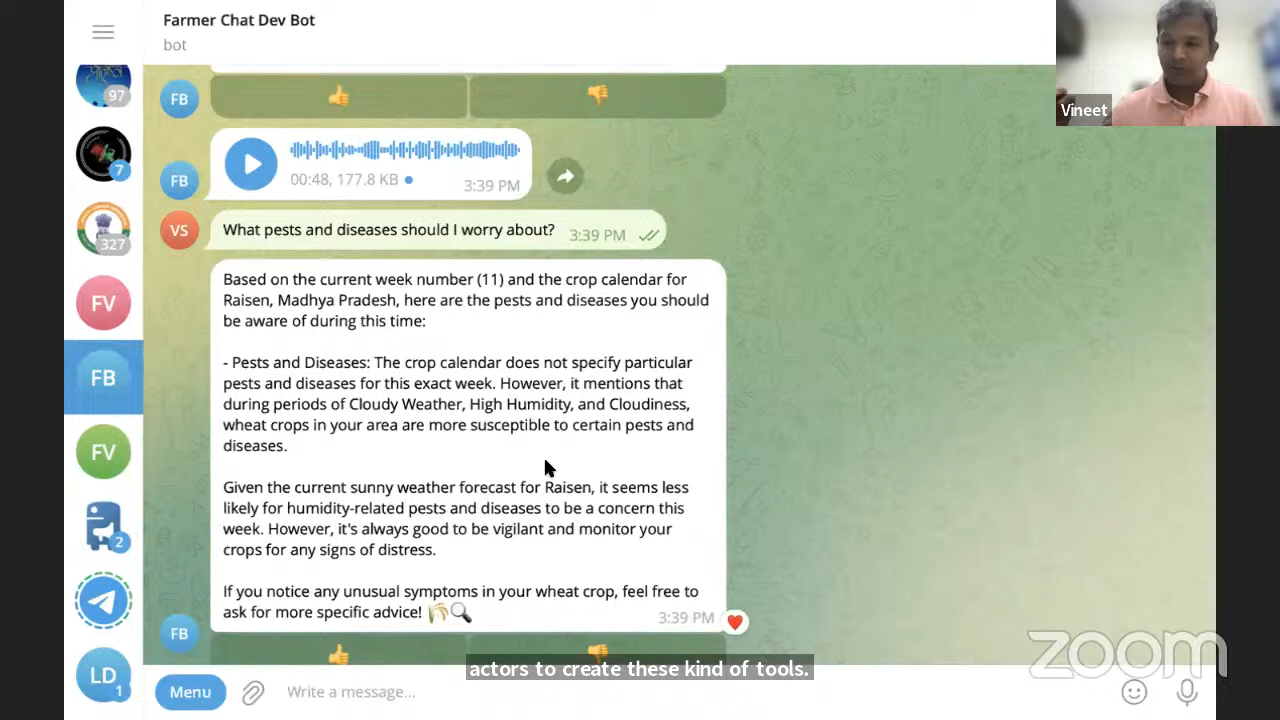 Farmer Chat Dev Bot
bot
97
7
327
FV
FB
FV
2
LD
1
FB
FB
00:48, 177.8 KB
3:39 PM
VS
What pests and diseases should I worry about?
3:39 PM
Based on the current week number (11) and the crop calendar for
Raisen, Madhya Pradesh, here are the pests and diseases you should
be aware of during this time:
- Pests and Diseases: The crop calendar does not specify particular
pests and diseases for this exact week. However, it mentions that
during periods of Cloudy Weather, High Humidity, and Cloudiness,
wheat crops in your area are more susceptible to certain pests and
diseases.
Given the current sunny weather forecast for Raisen, it seems less
likely for humidity-related pests and diseases to be a concern this
week. However, it's always good to be vigilant and monitor your
crops for any signs of distress.
If you notice any unusual symptoms in your wheat crop, feel free to
ask for more specific advice! 🌾🔍
3:39 PM
FB
actors to create these kind of tools.
Menu
Write a message...
Vineet
zoom